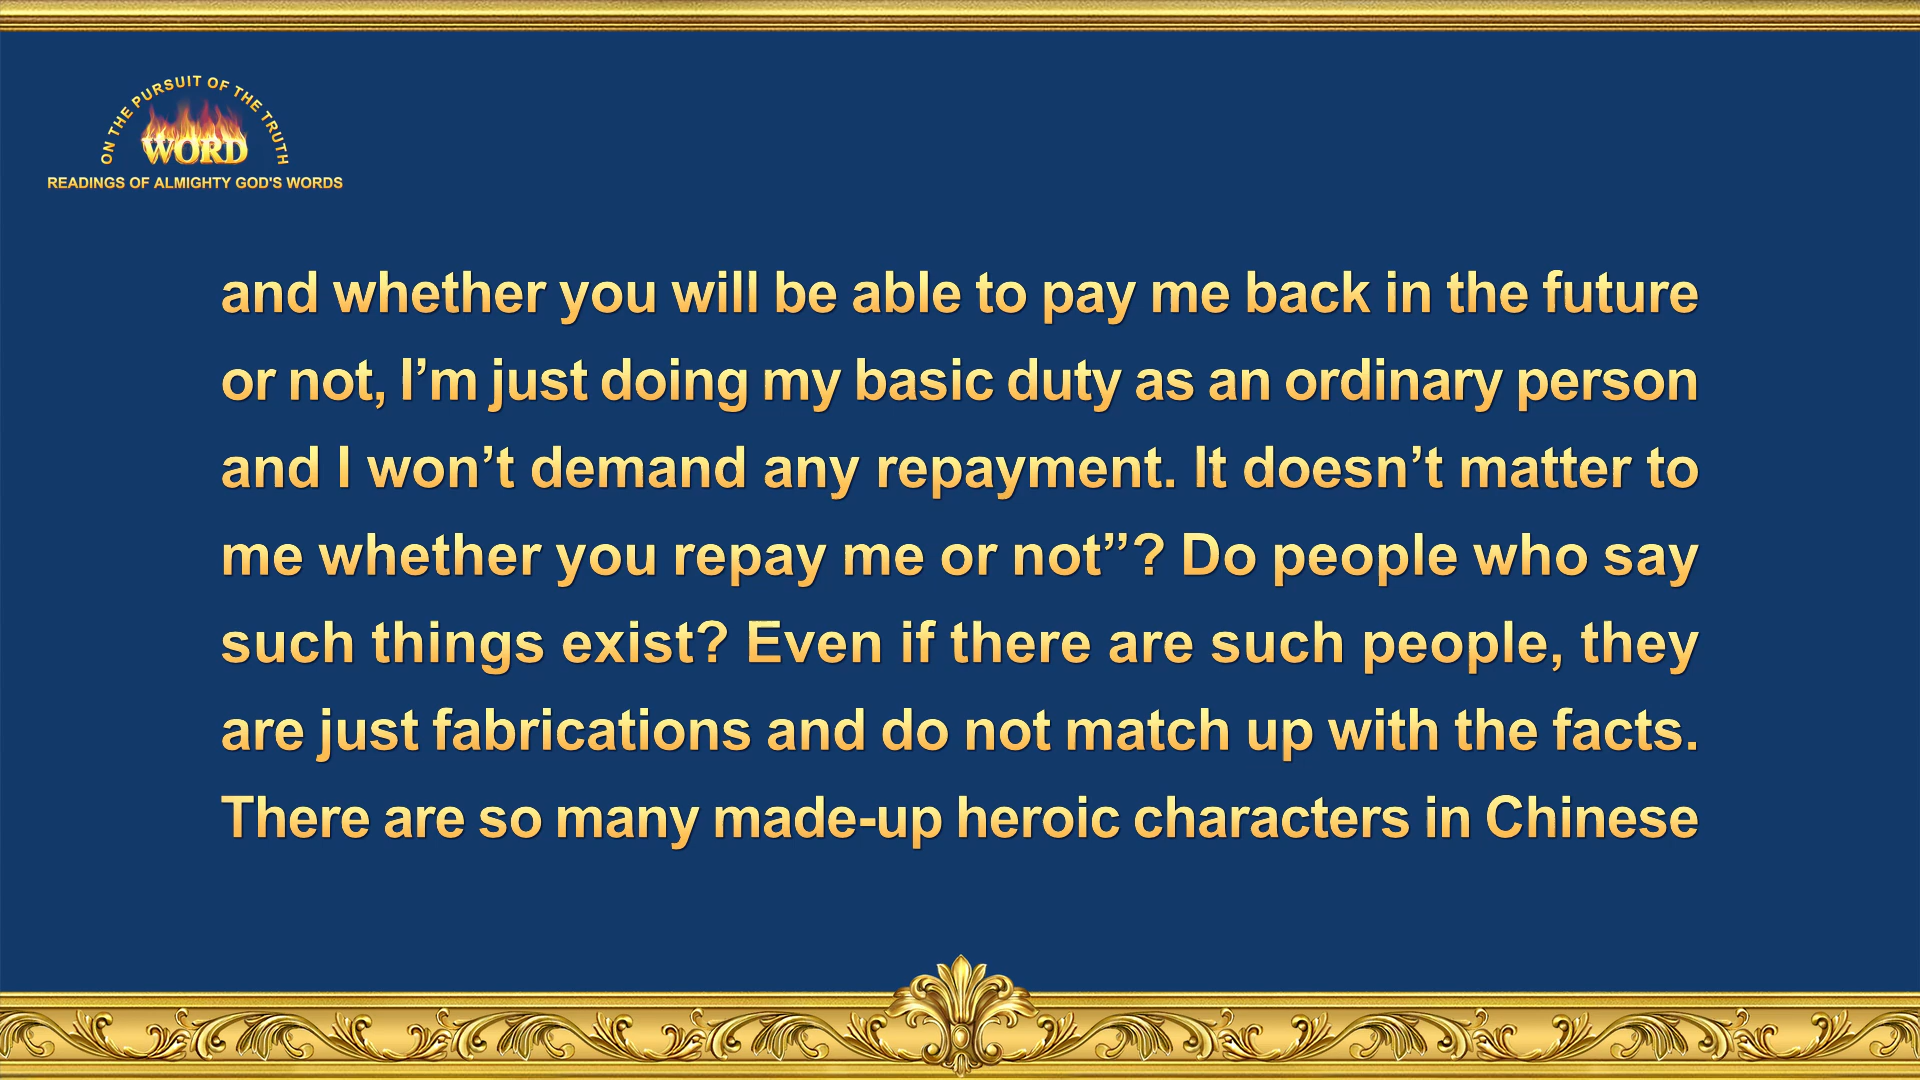 ON THE PURSUIT OF THE TRUTH
WORD
READINGS OF ALMIGHTY GOD'S WORDS
and whether you will be able to pay me back in the future
or not, I’m just doing my basic duty as an ordinary person
and I won’t demand any repayment. It doesn’t matter to
me whether you repay me or not”? Do people who say
such things exist? Even if there are such people, they
are just fabrications and do not match up with the facts.
There are so many made-up heroic characters in Chinese